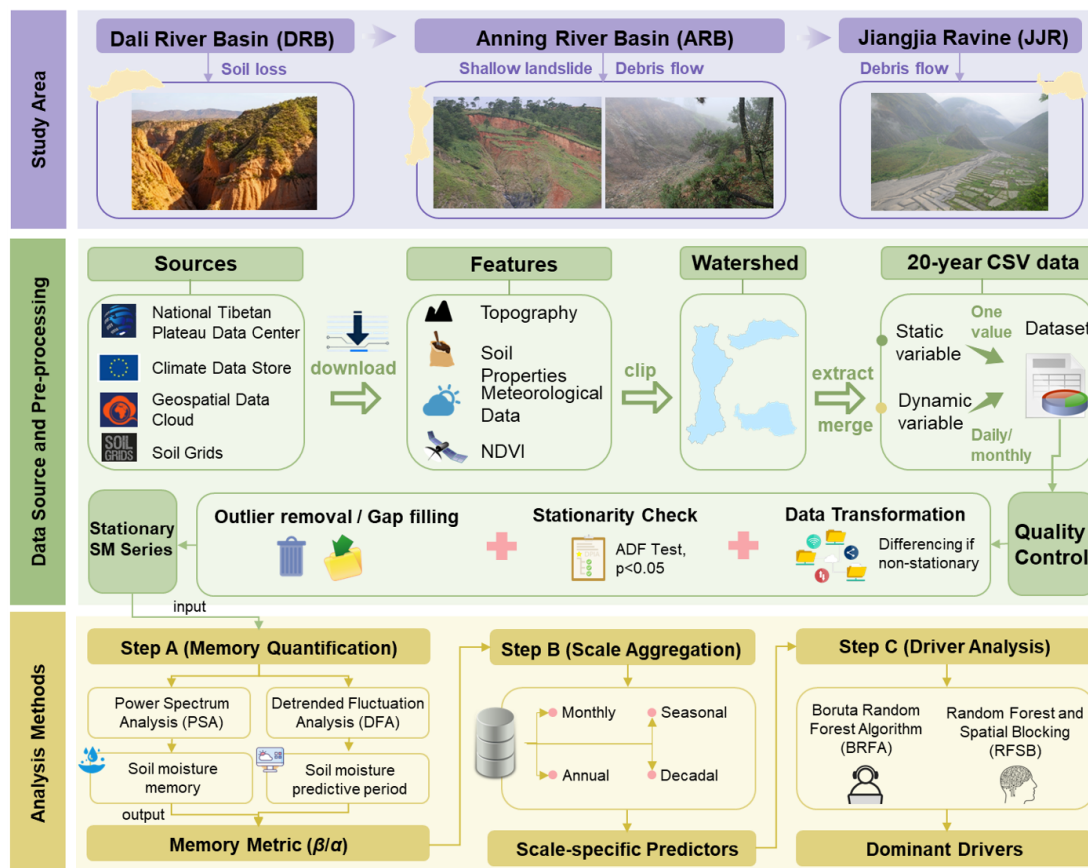 Study Area
Dali River Basin (DRB)
Anning River Basin (ARB)
Jiangjia Ravine (JJR)
Soil loss
Shallow landslide
Debris flow
Debris flow
Data Source and Pre-processing
Sources
Features
Watershed
20-year CSV data
National Tibetan
Plateau Data Center
Climate Data Store
Geospatial Data
Cloud
SOIL
GRIDS
Soil Grids
download
Topography
Soil
Properties
Meteorological
Data
NDVI
clip
extract
merge
Static
variable
One
value
Dataset
Dynamic
variable
Daily/
monthly
Stationary
SM Series
Outlier removal / Gap filling
Stationarity Check
ADF Test,
p<0.05
Data Transformation
Differencing if
non-stationary
Quality
Control
input
Analysis Methods
Step A (Memory Quantification)
Power Spectrum
Analysis (PSA)
Detrended Fluctuation
Analysis (DFA)
Soil moisture
memory
Soil moisture
predictive period
output
Memory Metric (β/α)
Step B (Scale Aggregation)
Monthly
Seasonal
Annual
Decadal
Scale-specific Predictors
Step C (Driver Analysis)
Boruta Random
Forest Algorithm
(BRFA)
Random Forest and
Spatial Blocking
(RFSB)
Dominant Drivers